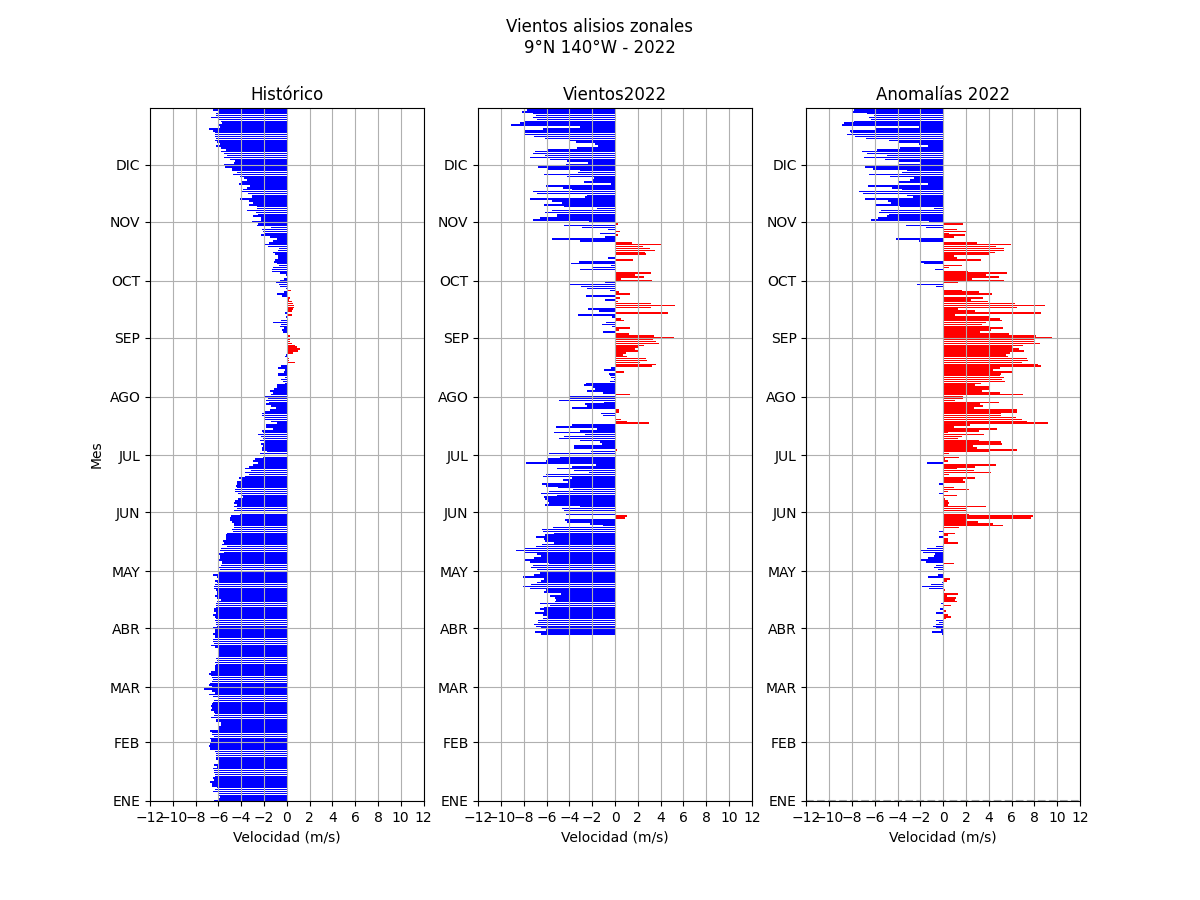 Vientos alisios zonales
9°N 140°W - 2022
Histórico
Vientos2022
Anomalías 2022
Mes
DIC
NOV
OCT
SEP
AGO
JUL
JUN
MAY
ABR
MAR
FEB
ENE
−12 −10 −8 −6 −4 −2 0 2 4 6 8 10 12
Velocidad (m/s)
DIC
NOV
OCT
SEP
AGO
JUL
JUN
MAY
ABR
MAR
FEB
ENE
−12 −10 −8 −6 −4 −2 0 2 4 6 8 10 12
Velocidad (m/s)
DIC
NOV
OCT
SEP
AGO
JUL
JUN
MAY
ABR
MAR
FEB
ENE
−12 −10 −8 −6 −4 −2 0 2 4 6 8 10 12
Velocidad (m/s)